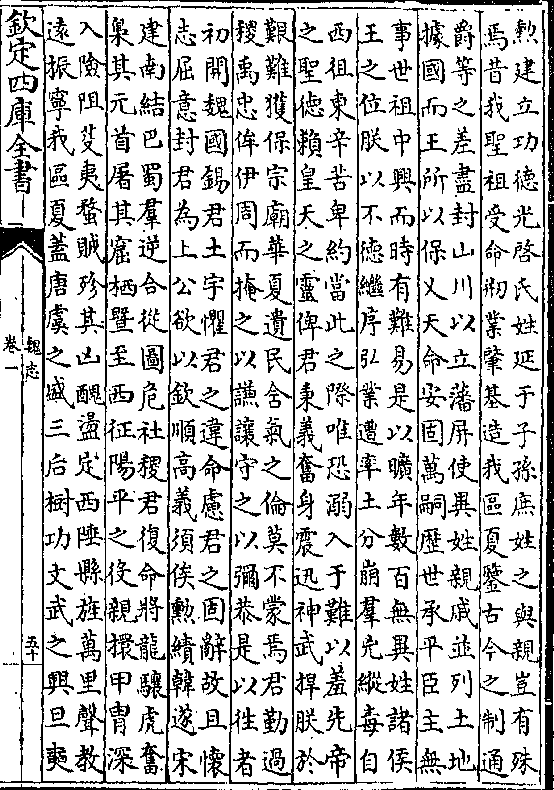 勲建立功德光啓氏姓延于子孫庶姓之與親豈有殊
焉昔我聖祖受命剏業肇基造我區夏鑒古今之制通
爵等之差盡封山川以立藩屏使異姓親戚並列土地
據國而王所以保乂天命安固萬嗣歷世承平臣主無
事世祖中興而時有難易是以曠年數百無異姓諸侯
王之位朕以不德繼序弘業遭率土分崩羣兇縱毒自
西徂東辛苦卑約當此之際唯恐溺入于難以羞先帝
之聖德賴皇天之靈俾君秉義奮身震迅神武捍朕於
艱難獲保宗廟華夏遺民含氣之倫莫不蒙焉君勤過
稷禹忠侔伊周而掩之以謙讓守之以彌恭是以往者
初開魏國錫君土宇懼君之違命慮君之固辭故且懷
志屈意封君為上公欲以欽順高義須俟勲績韓遂宋
建南結巴蜀羣逆合從圖危社稷君復命將龍驤虎奮
梟其元首屠其窟栖暨至西征陽平之役親擐甲冑深
入險阻芟夷蝥賊殄其凶醜盪定西陲縣旌萬里聲教
遠振寧我區夏蓋唐虞之盛三后樹功文武之興旦奭
欽定四庫全書
魏志
卷一
五十